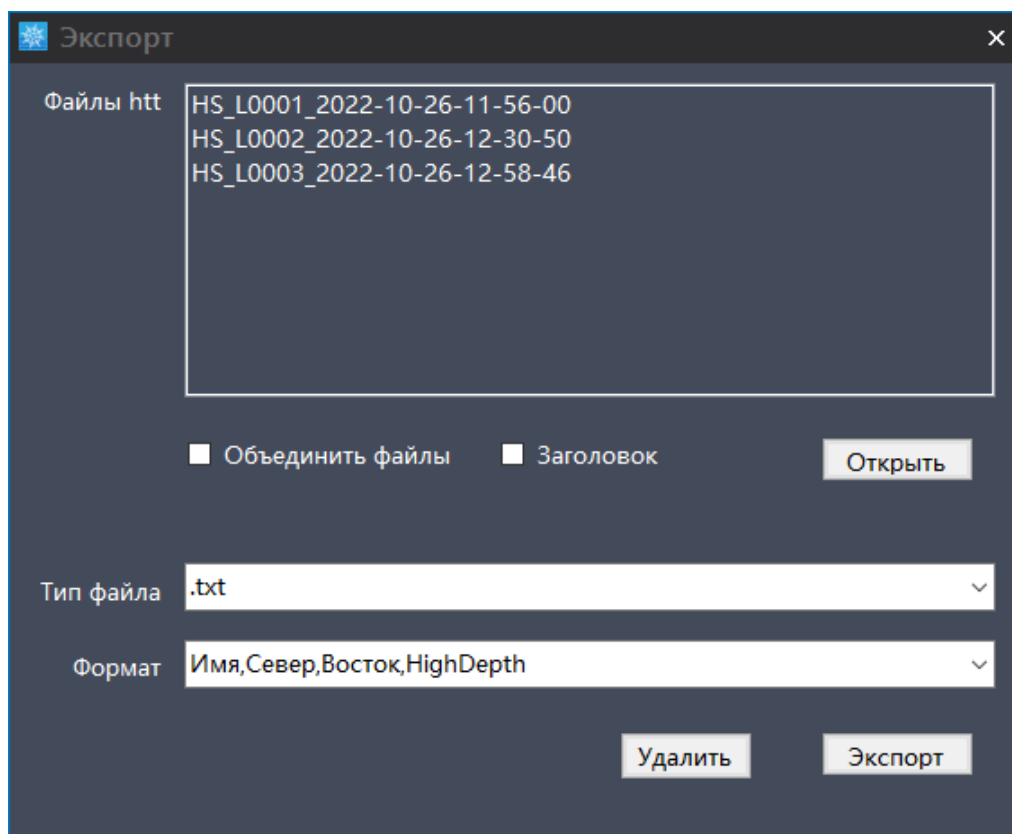 Экспорт
Файлы htt
HS_L0001_2022-10-26-11-56-00
HS_L0002_2022-10-26-12-30-50
HS_L0003_2022-10-26-12-58-46
Объединить файлы Заголовок Открыть
Тип файла .txt
Формат Имя,Север,Восток,HighDepth
Удалить Экспорт